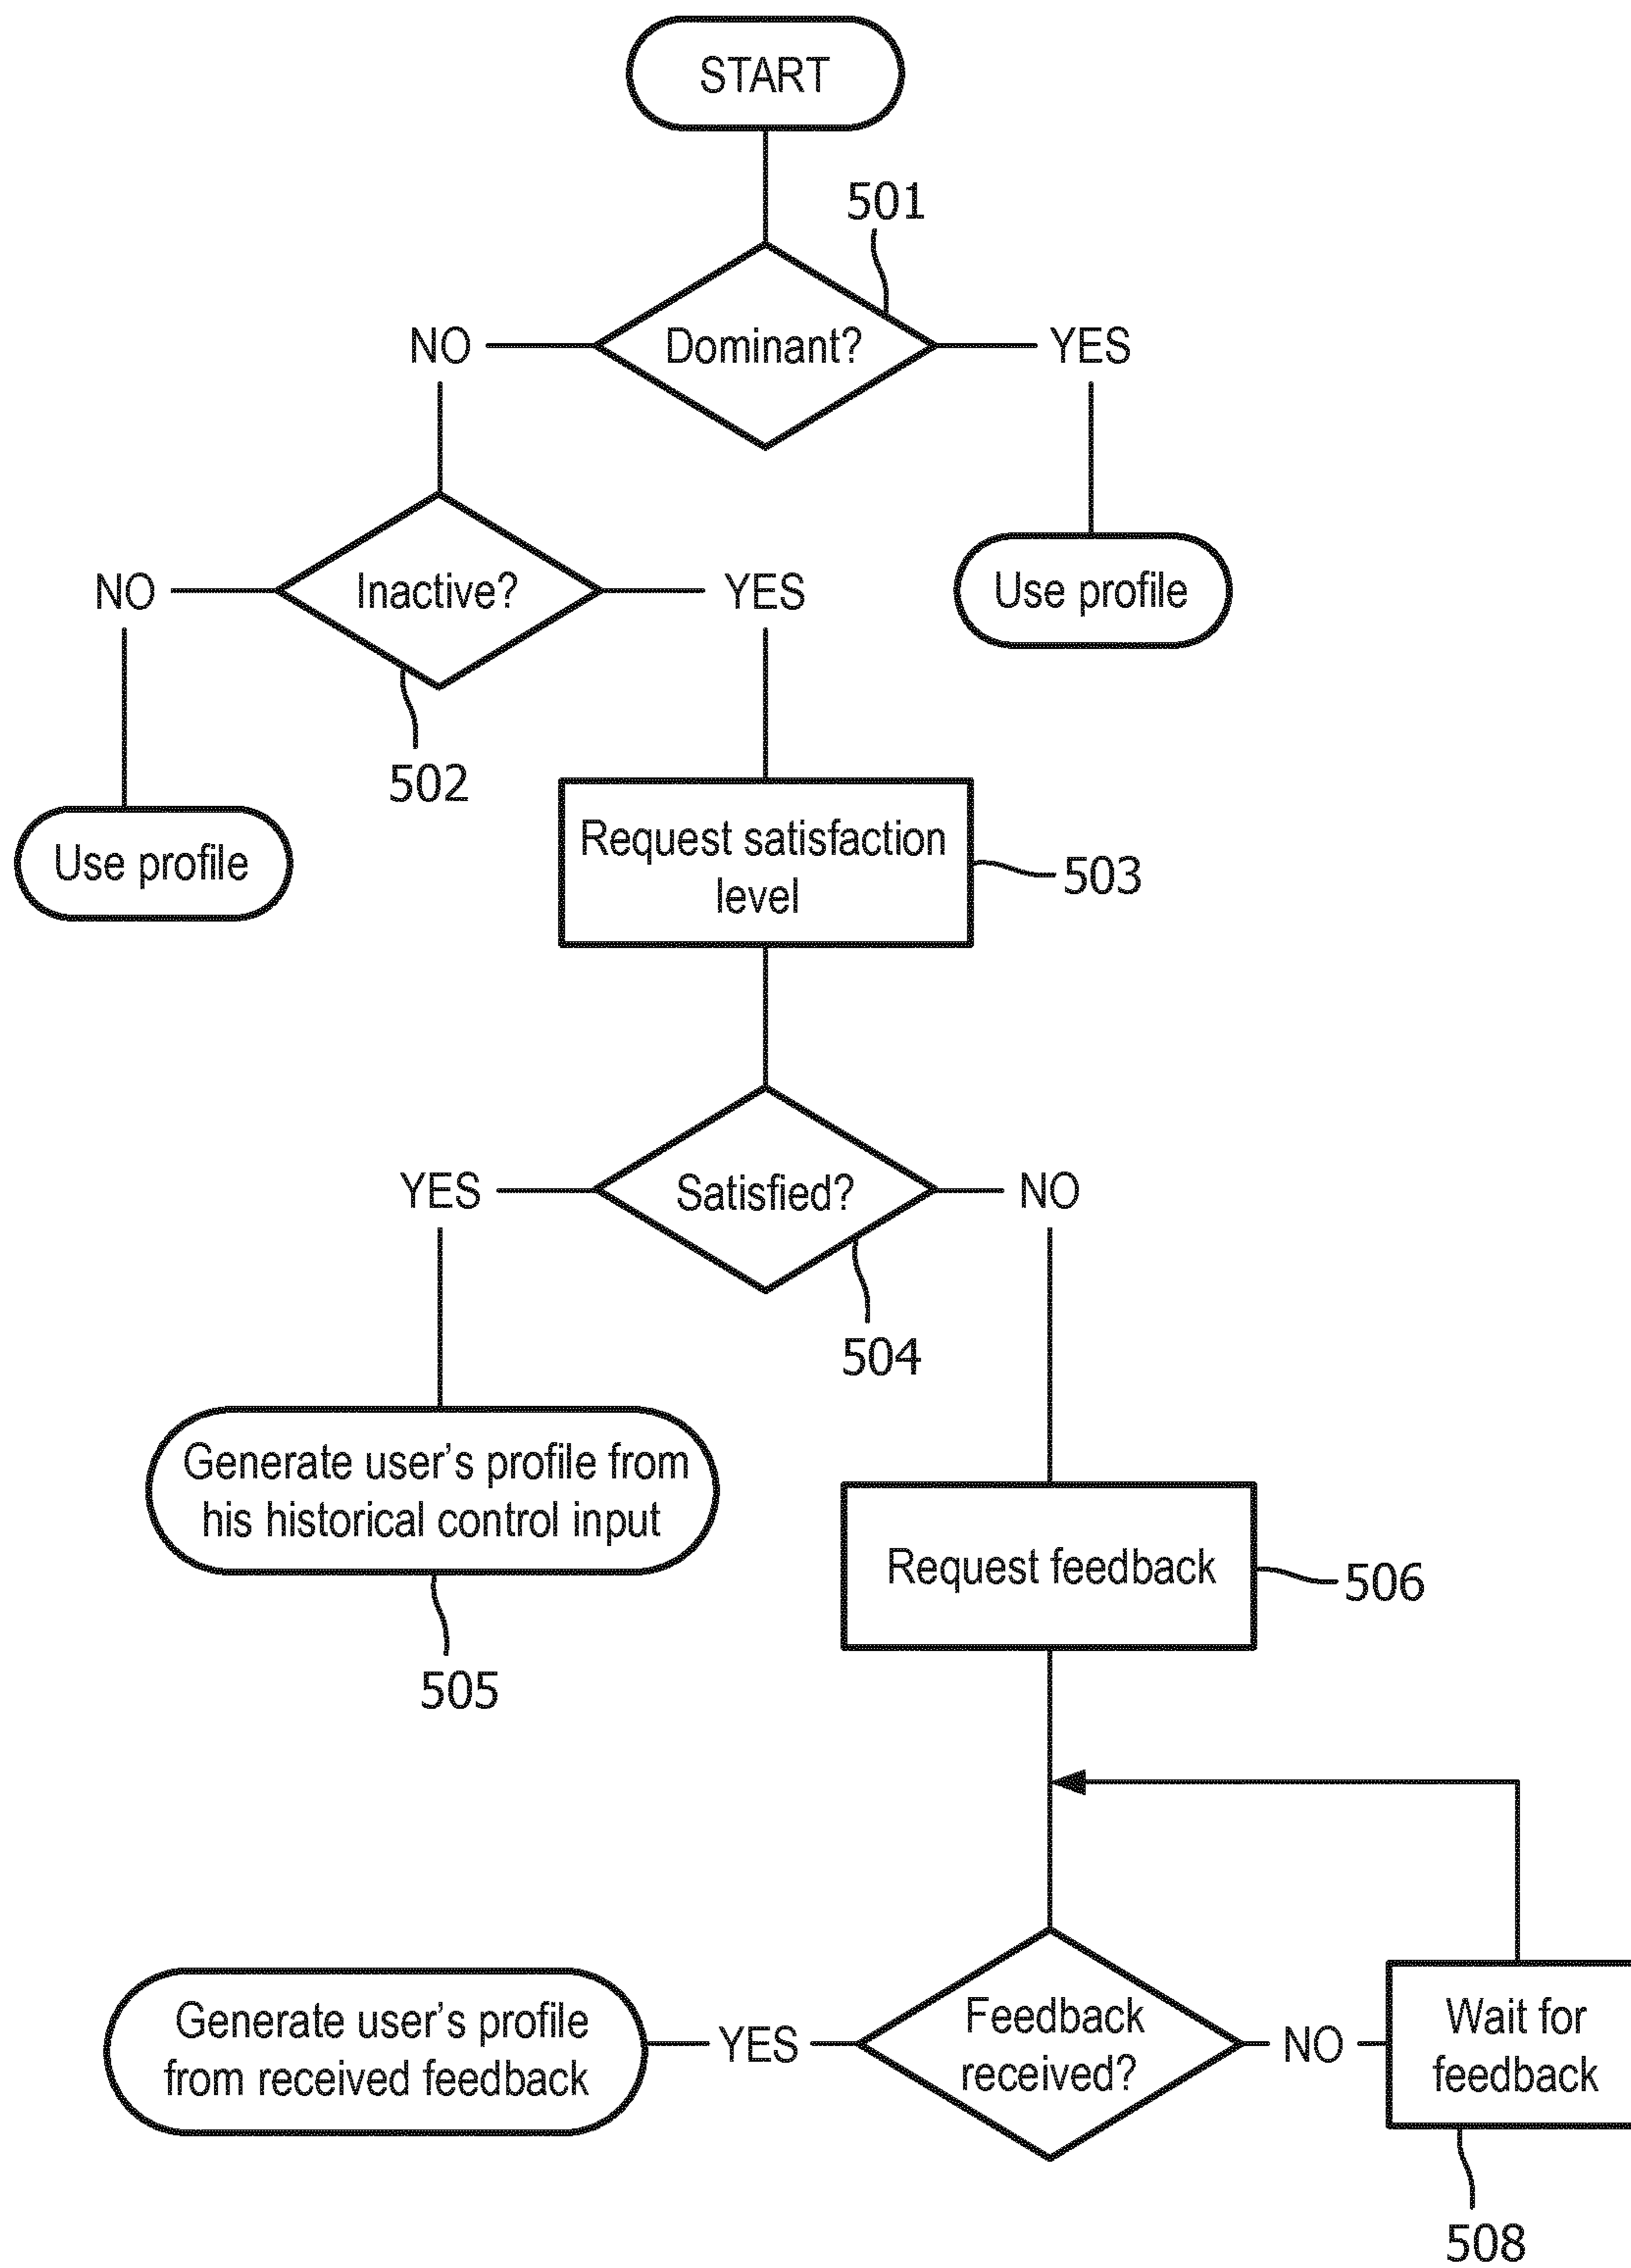 START
501
NO
Dominant?
YES
NO
Inactive?
YES
Use profile
502
Use profile
Request satisfaction
level
503
YES
Satisfied?
NO
504
Generate user’s profile from
his historical control input
505
Request feedback
506
Generate user’s profile
from received feedback
YES
Feedback
received?
NO
Wait for
feedback
508